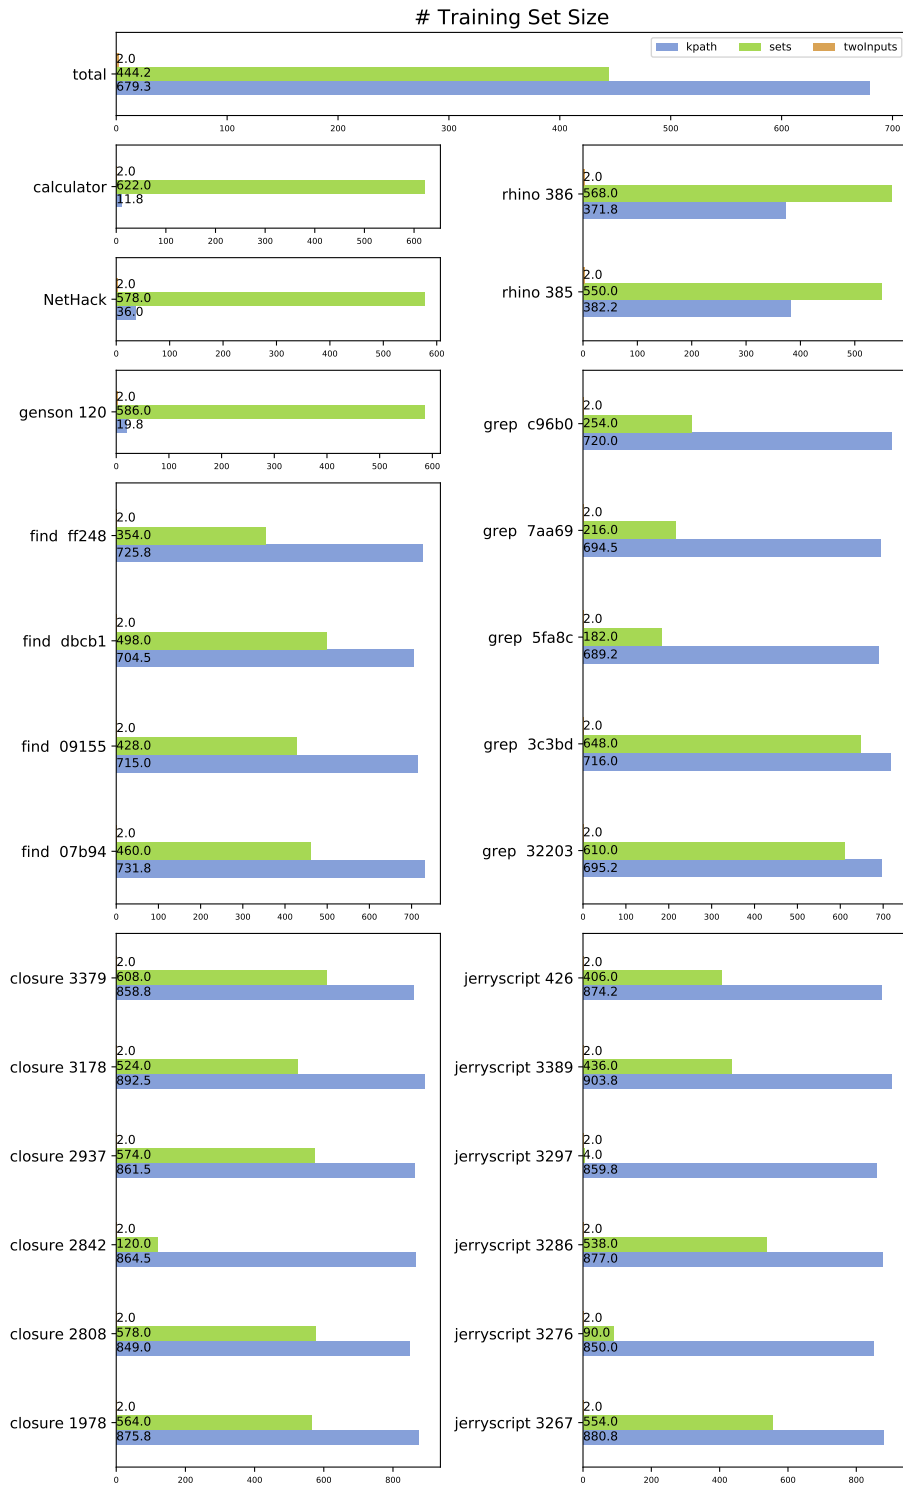 # Training Set Size
kpath sets twoInputs
total
2.0
444.2
679.3
0 100 200 300 400 500 600 700
calculator
2.0
622.0
11.8
0 100 200 300 400 500 600
NetHack
2.0
578.0
36.0
0 100 200 300 400 500 600
genson 120
2.0
586.0
19.8
0 100 200 300 400 500 600
find ff248
2.0
354.0
725.8
find dbcb1
2.0
498.0
704.5
find 09155
2.0
428.0
715.0
find 07b94
2.0
460.0
731.8
0 100 200 300 400 500 600 700
closure 3379
2.0
608.0
858.8
closure 3178
2.0
524.0
892.5
closure 2937
2.0
574.0
861.5
closure 2842
2.0
120.0
864.5
closure 2808
2.0
578.0
849.0
closure 1978
2.0
564.0
875.8
0 200 400 600 800
rhino 386
2.0
568.0
371.8
rhino 385
2.0
550.0
382.2
0 100 200 300 400 500
grep c96b0
2.0
254.0
720.0
grep 7aa69
2.0
216.0
694.5
grep 5fa8c
2.0
182.0
689.2
grep 3c3bd
2.0
648.0
716.0
grep 32203
2.0
610.0
695.2
0 100 200 300 400 500 600 700
jerryscript 426
2.0
406.0
874.2
jerryscript 3389
2.0
436.0
903.8
jerryscript 3297
2.0
4.0
859.8
jerryscript 3286
2.0
538.0
877.0
jerryscript 3276
2.0
90.0
850.0
jerryscript 3267
2.0
554.0
880.8
0 200 400 600 800